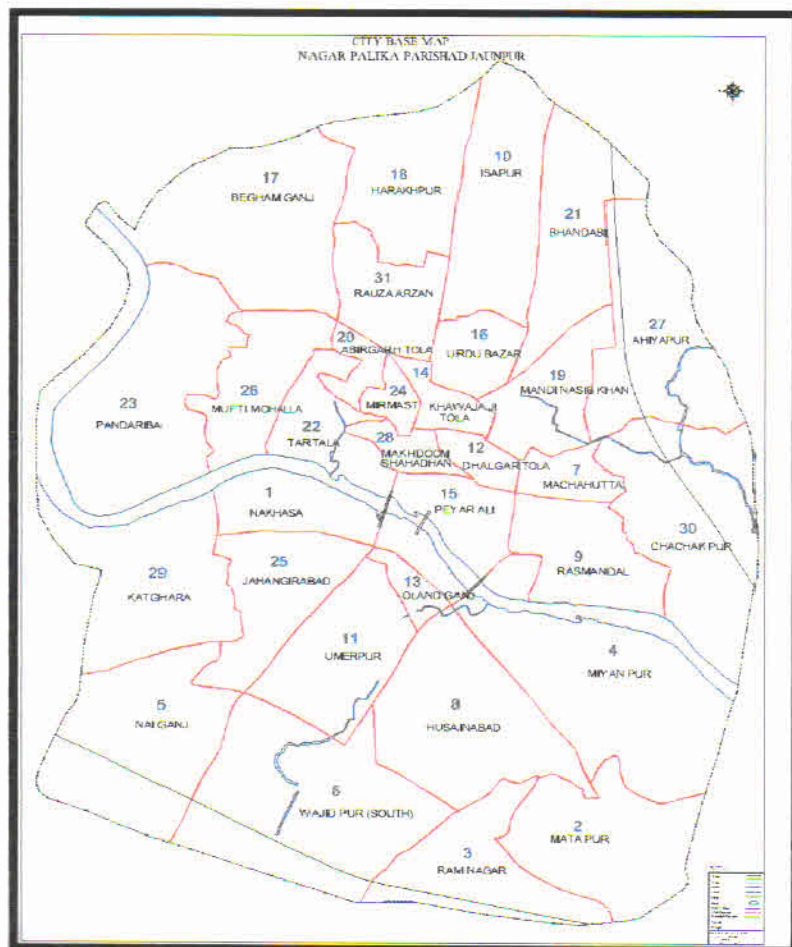 CITY BASE MAP
NAGAR PALIKA PARISHAD JAUNPUR
10
ISAPUR
17
BEGHAM GANJ
18
HARAKHPUR
21
BHANDARI
31
RAUZA ARZAN
27
AHIYAPUR
20
ABIRGARH TOLA
16
URDU BAZAR
14
KHAWAJAJI
TOLA
19
MANDI NASIB KHAN
23
PANDARIBA
26
MUFTI MOHALLA
24
MIRMAST
22
TARTALA
28
MAKHDOOM
SHAHADHAN
12
DHALGARTOLA
7
MACHAHUTTA
1
NAKHASA
15
PEYAR ALI
30
CHACHAK PUR
29
KATGHARA
25
JAHANGIRABAD
13
OLAND GANJ
9
RASMANDAL
11
UMERPUR
4
MIYAN PUR
5
NAI GANJ
8
HUSAINABAD
6
WAJID PUR (SOUTH)
2
MATA PUR
3
RAM NAGAR